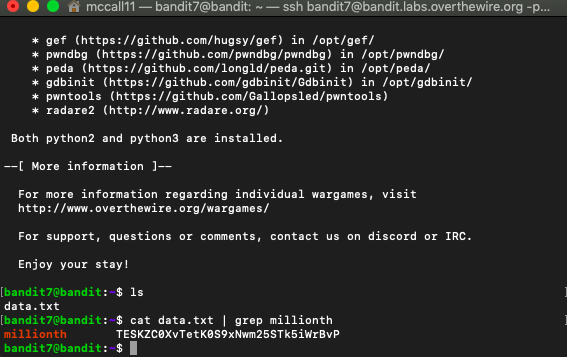 mccall11 — bandit7@bandit: ~ — ssh bandit7@bandit.labs.overthewire.org -p...
* gef (https://github.com/hugsy/gef) in /opt/gef/
* pwndbg (https://github.com/pwndbg/pwndbg) in /opt/pwndbg/
* peda (https://github.com/longld/peda.git) in /opt/peda/
* gdbinit (https://github.com/gdbinit/Gdbinit) in /opt/gdbinit/
* pwntools (https://github.com/Gallopsled/pwntools)
* radare2 (http://www.radare.org/)
Both python2 and python3 are installed.
--[ More information ]--
For more information regarding individual wargames, visit
http://www.overthewire.org/wargames/
For support, questions or comments, contact us on discord or IRC.
Enjoy your stay!
[bandit7@bandit:~$ ls ]
data.txt
[bandit7@bandit:~$ cat data.txt | grep millionth ]
millionth TESKZC0XvTetK0S9xNwm25STk5iWrBvP
bandit7@bandit:~$